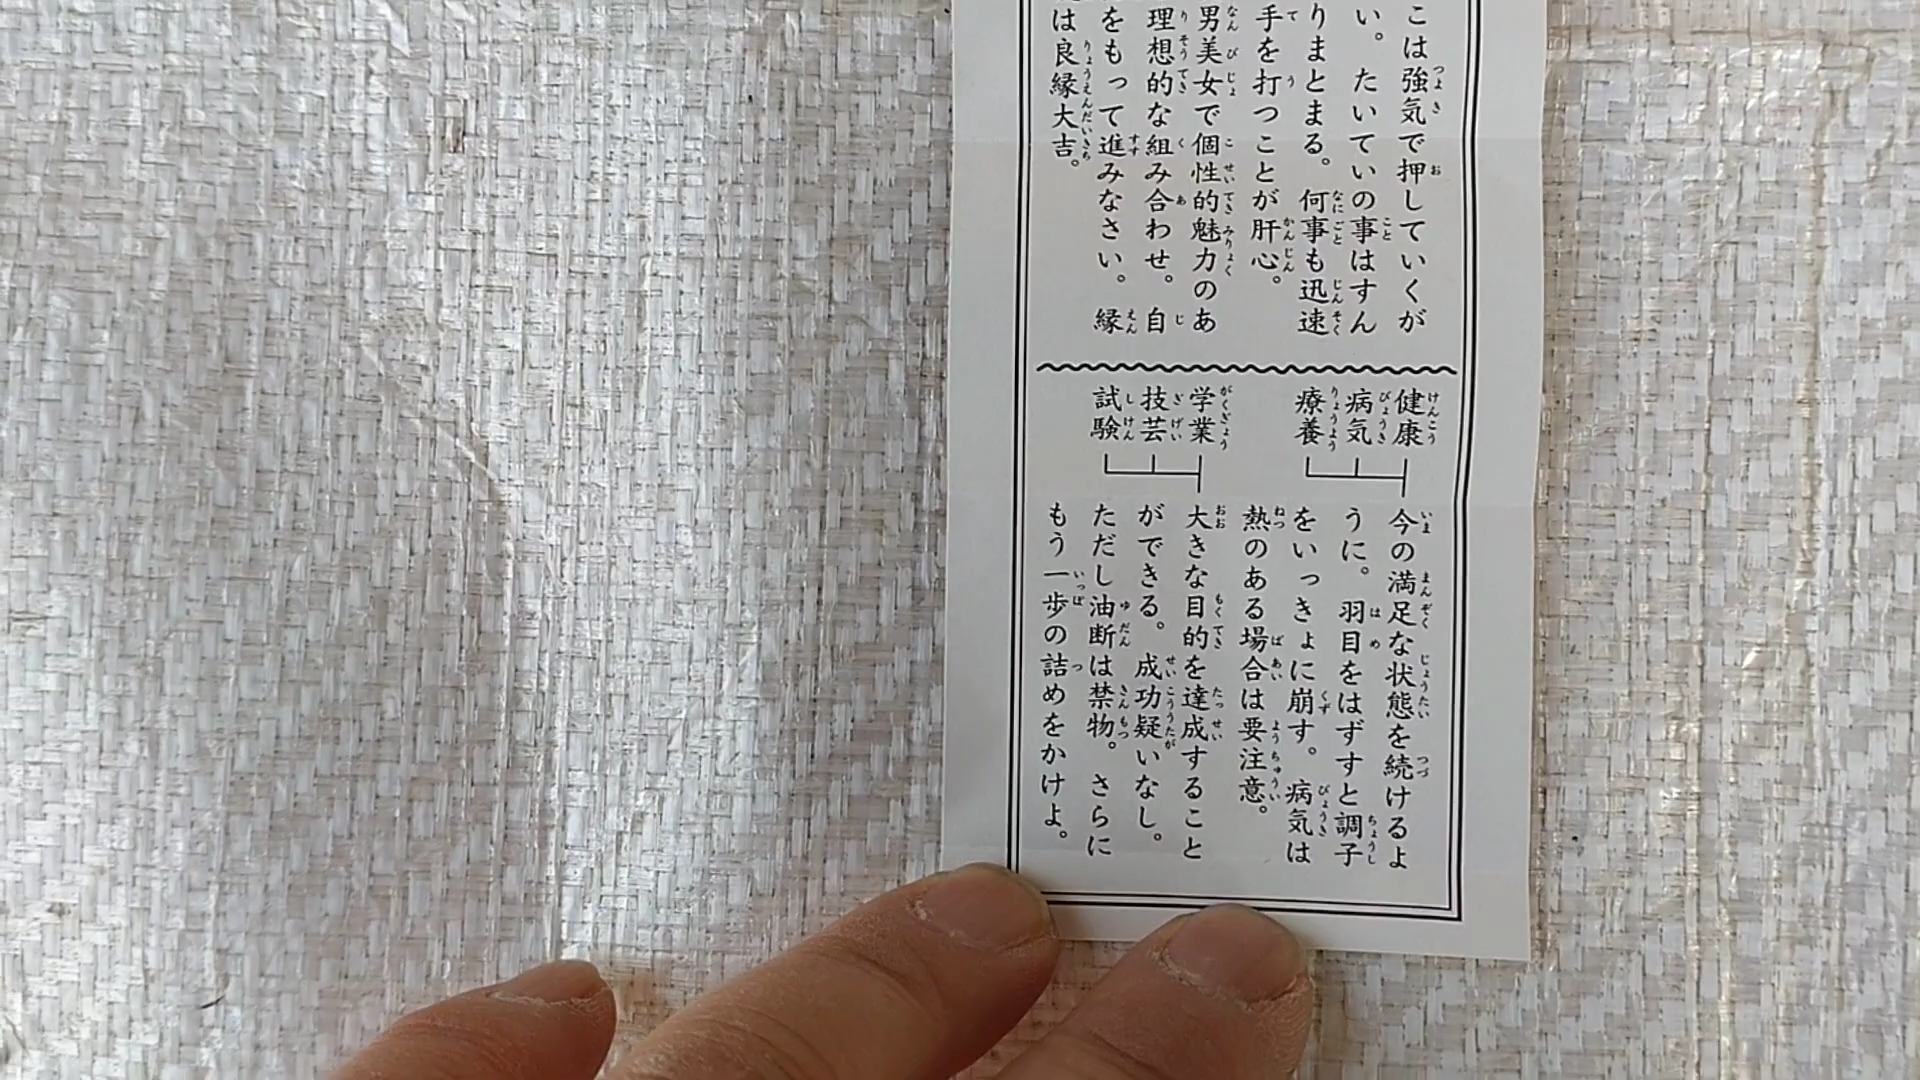 こは強気で押していくが
い。たいていの事はすん
りまとまる。何事も迅速
手を打つことが肝心。
男美女で個性的魅力のあ
理想的な組み合わせ。自
をもって進みなさい。縁
は良縁大吉。
健康
病気
療養
今の満足な状態を続けるよ
うに。羽目をはずすと調子
をいっきょに崩す。病気は
熱のある場合は要注意。
学業
技芸
試験
大きな目的を達成すること
ができる。成功疑いなし。
ただし油断は禁物。さらに
もう一歩の詰めをかけよ。